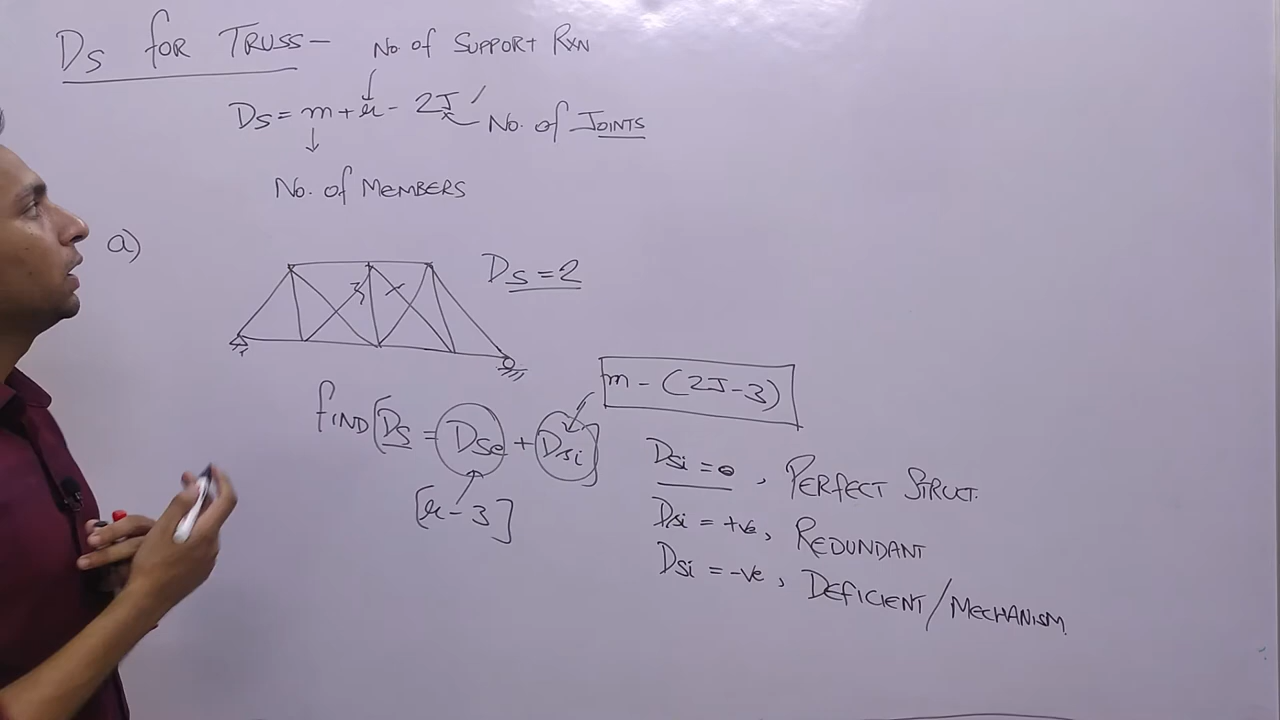 Ds for TRUSS-
No. of SUPPORT RXN
Ds = m + r - 2J
No. of JOINTS
No. of MEMBERS
a)
Ds = 2
m - (2J-3)
FIND [Ds = Dse + Dsi]
[r-3]
Dsi = 0, PERFECT STRUCT.
Dsi = +ve, REDUNDANT
Dsi = -ve, DEFICIENT/MECHANISM.